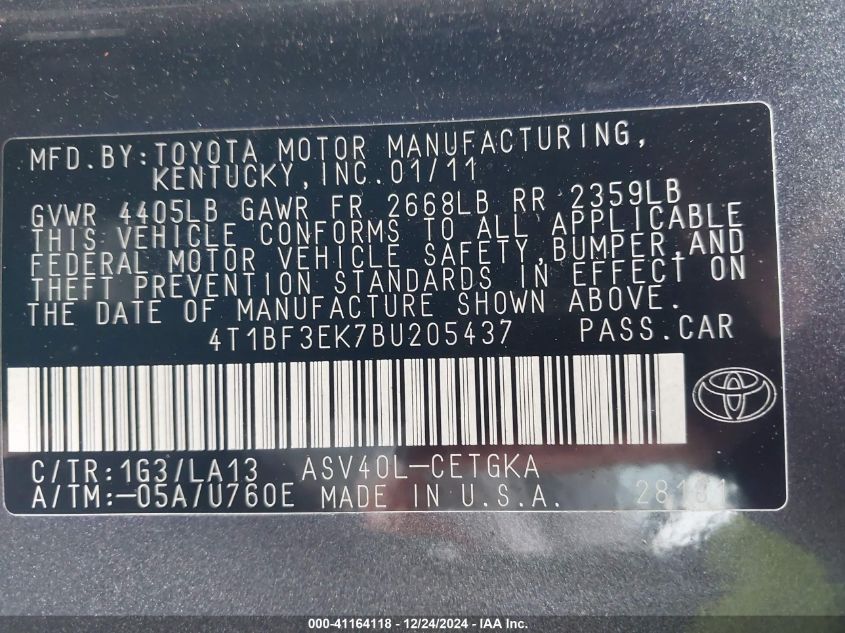 MFD.BY:TOYOTA MOTOR MANUFACTURING,
KENTUCKY,INC.01/11
GVWR 4405LB GAWR FR 2668LB RR 2359LB
THIS VEHICLE CONFORMS TO ALL APPLICABLE
FEDERAL MOTOR VEHICLE SAFETY,BUMPER,AND
THEFT PREVENTION STANDARDS IN EFFECT ON
THE DATE OF MANUFACTURE SHOWN ABOVE.
4T1BF3EK7BU205437 PASS.CAR
C/TR:1G3/LA13 ASV40L-CETGKA
A/TM:-05A/U760E MADE IN U.S.A.
000-41164118 - 12/24/2024 - IAA Inc.